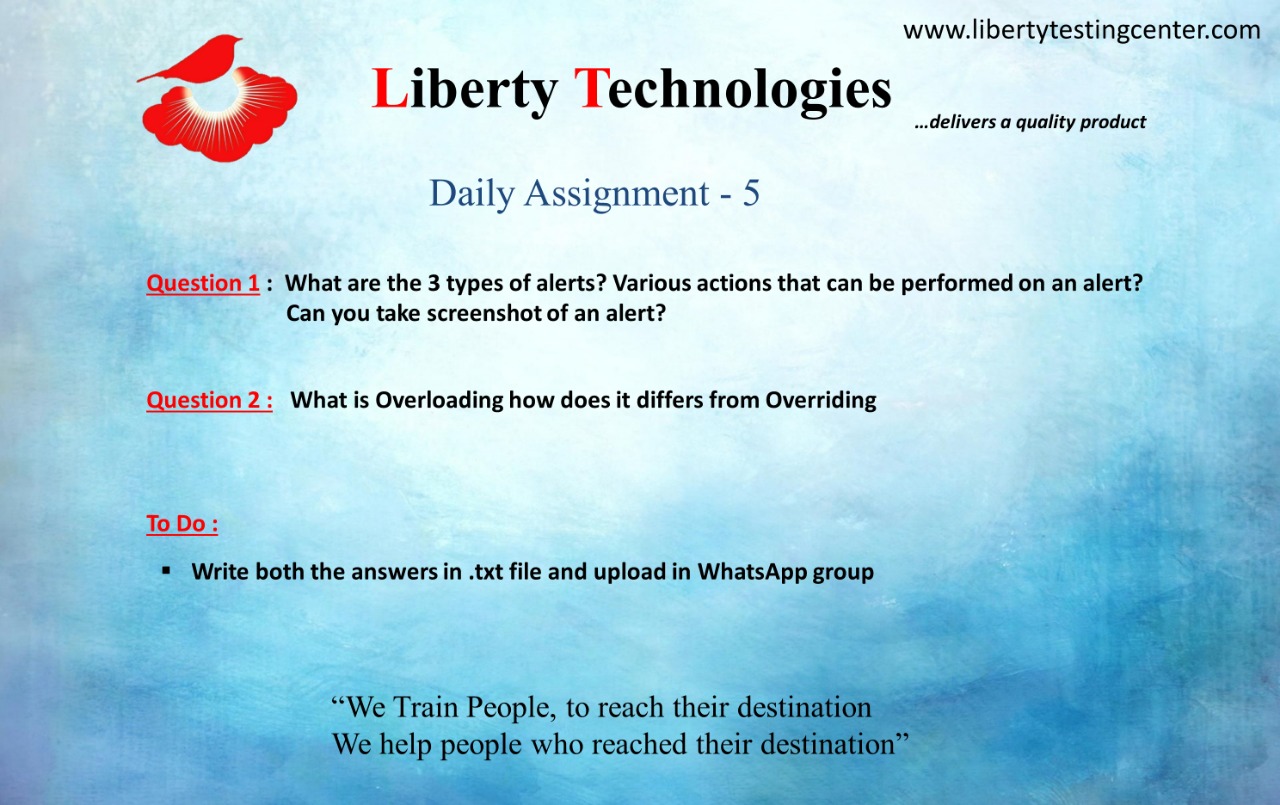 www.libertytestingcenter.com
Liberty Technologies
...delivers a quality product
Daily Assignment - 5
Question 1 : What are the 3 types of alerts? Various actions that can be performed on an alert?
Can you take screenshot of an alert?
Question 2 : What is Overloading how does it differs from Overriding
To Do :
▪ Write both the answers in .txt file and upload in WhatsApp group
“We Train People, to reach their destination
We help people who reached their destination”